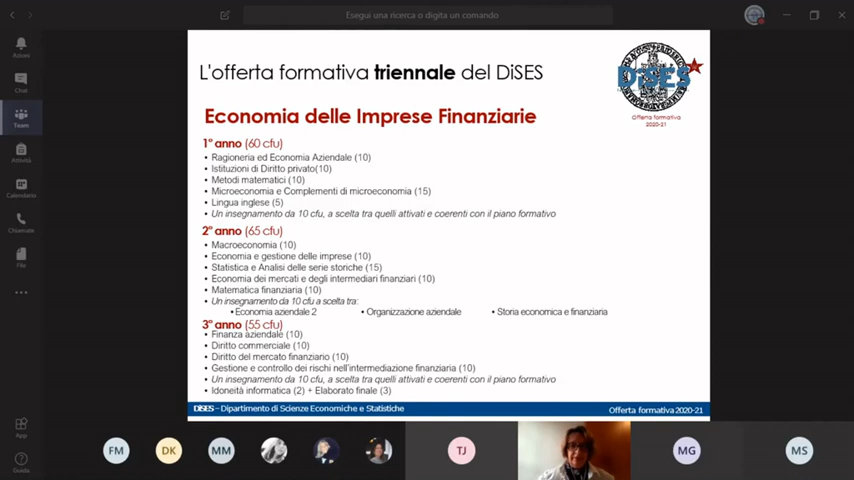 Esegui una ricerca o digita un comando
Chat
Team
Attività
Calendario
Chiamate
File
App
Guida
L'offerta formativa triennale del DiSES
DiSES
Offerta formativa
2020-21
Economia delle Imprese Finanziarie
1° anno (60 cfu)
• Ragioneria ed Economia Aziendale (10)
• Istituzioni di Diritto privato(10)
• Metodi matematici (10)
• Microeconomia e Complementi di microeconomia (15)
• Lingua inglese (5)
• Un insegnamento da 10 cfu, a scelta tra quelli attivati e coerenti con il piano formativo
2° anno (65 cfu)
• Macroeconomia (10)
• Economia e gestione delle imprese (10)
• Statistica e Analisi delle serie storiche (15)
• Economia dei mercati e degli intermediari finanziari (10)
• Matematica finanziaria (10)
• Un insegnamento da 10 cfu a scelta tra:
• Economia aziendale 2 • Organizzazione aziendale • Storia economica e finanziaria
3° anno (55 cfu)
• Finanza aziendale (10)
• Diritto commerciale (10)
• Diritto del mercato finanziario (10)
• Gestione e controllo dei rischi nell'intermediazione finanziaria (10)
• Un insegnamento da 10 cfu, a scelta tra quelli attivati e coerenti con il piano formativo
• Idoneità informatica (2) + Elaborato finale (3)
DiSES – Dipartimento di Scienze Economiche e Statistiche Offerta formativa 2020-21
FM DK MM TJ MG MS